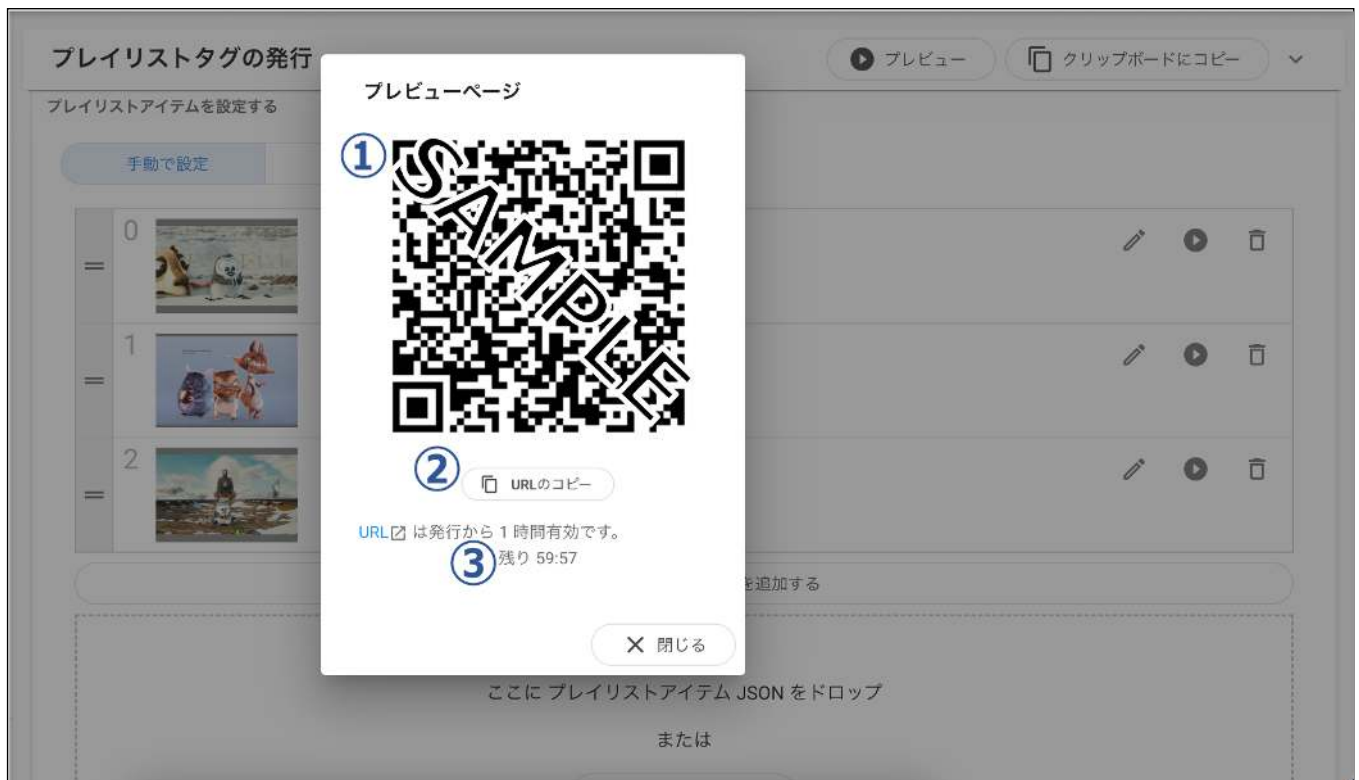 プレイリストタグの発行
プレビュー
クリップボードにコピー
プレイリストアイテムを設定する
手動で設定
プレビューページ
①
SAMPLE
0
1
2
②
URLのコピー
URL は発行から 1 時間有効です。
③
残り 59:57
を追加する
閉じる
ここに プレイリストアイテム JSON をドロップ
または